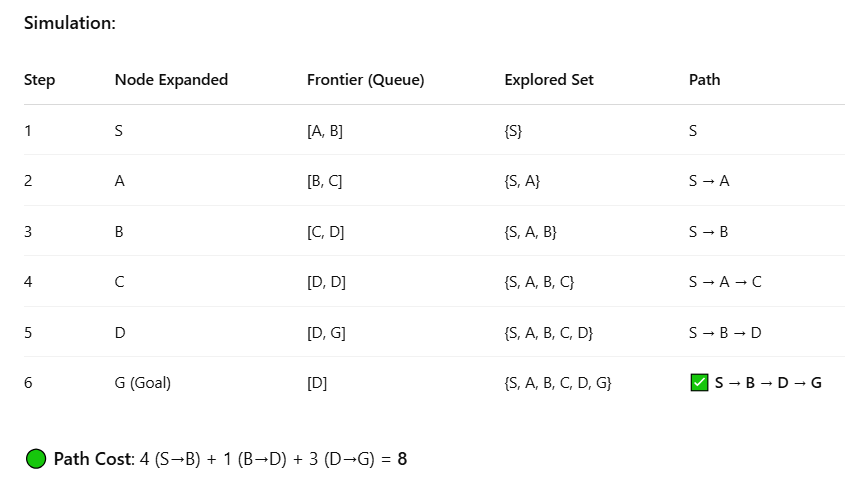 Simulation:
Step Node Expanded Frontier (Queue) Explored Set Path
1 S [A, B] {S} S
2 A [B, C] {S, A} S → A
3 B [C, D] {S, A, B} S → B
4 C [D, D] {S, A, B, C} S → A → C
5 D [D, G] {S, A, B, C, D} S → B → D
6 G (Goal) [D] {S, A, B, C, D, G} ✅ S → B → D → G
🟢 Path Cost: 4 (S→B) + 1 (B→D) + 3 (D→G) = 8